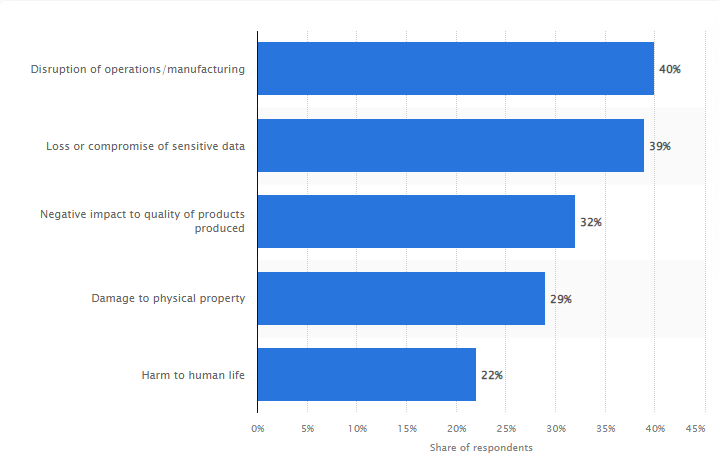 Disruption of operations/manufacturing
40%
Loss or compromise of sensitive data
39%
Negative impact to quality of products
produced
32%
Damage to physical property
29%
Harm to human life
22%
0% 5% 10% 15% 20% 25% 30% 35% 40% 45%
Share of respondents